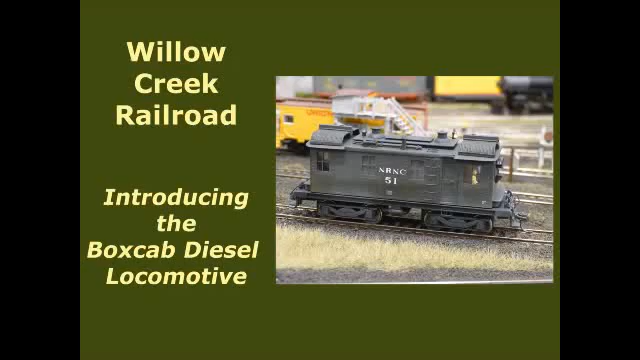 Willow
Creek
Railroad
Introducing
the
Boxcab Diesel
Locomotive
NRNC
51